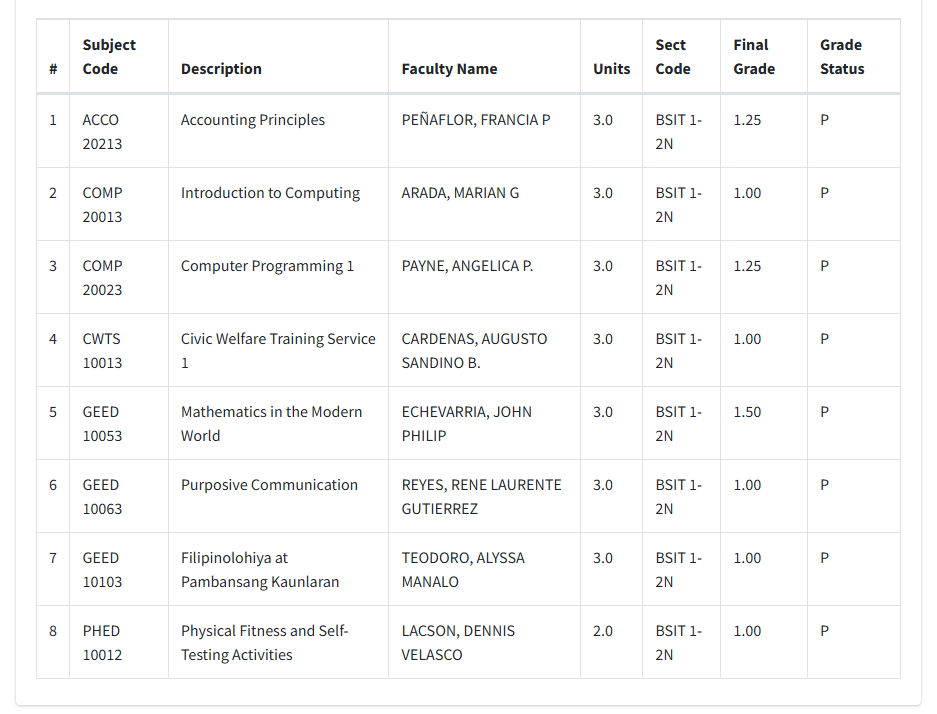 # Subject Code Description Faculty Name Units Sect Code Final Grade Grade Status
1 ACCO 20213 Accounting Principles PEÑAFLOR, FRANCIA P 3.0 BSIT 1-2N 1.25 P
2 COMP 20013 Introduction to Computing ARADA, MARIAN G 3.0 BSIT 1-2N 1.00 P
3 COMP 20023 Computer Programming 1 PAYNE, ANGELICA P. 3.0 BSIT 1-2N 1.25 P
4 CWTS 10013 Civic Welfare Training Service 1 CARDENAS, AUGUSTO SANDINO B. 3.0 BSIT 1-2N 1.00 P
5 GEED 10053 Mathematics in the Modern World ECHEVARRIA, JOHN PHILIP 3.0 BSIT 1-2N 1.50 P
6 GEED 10063 Purposive Communication REYES, RENE LAURENTE GUTIERREZ 3.0 BSIT 1-2N 1.00 P
7 GEED 10103 Filipinolohiya at Pambansang Kaunlaran TEODORO, ALYSSA MANALO 3.0 BSIT 1-2N 1.00 P
8 PHED 10012 Physical Fitness and Self-Testing Activities LACSON, DENNIS VELASCO 2.0 BSIT 1-2N 1.00 P